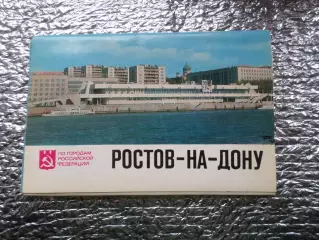 ПО ГОРОДАМ
РОССИЙСКОЙ
ФЕДЕРАЦИИ
РОСТОВ-НА-ДОНУ